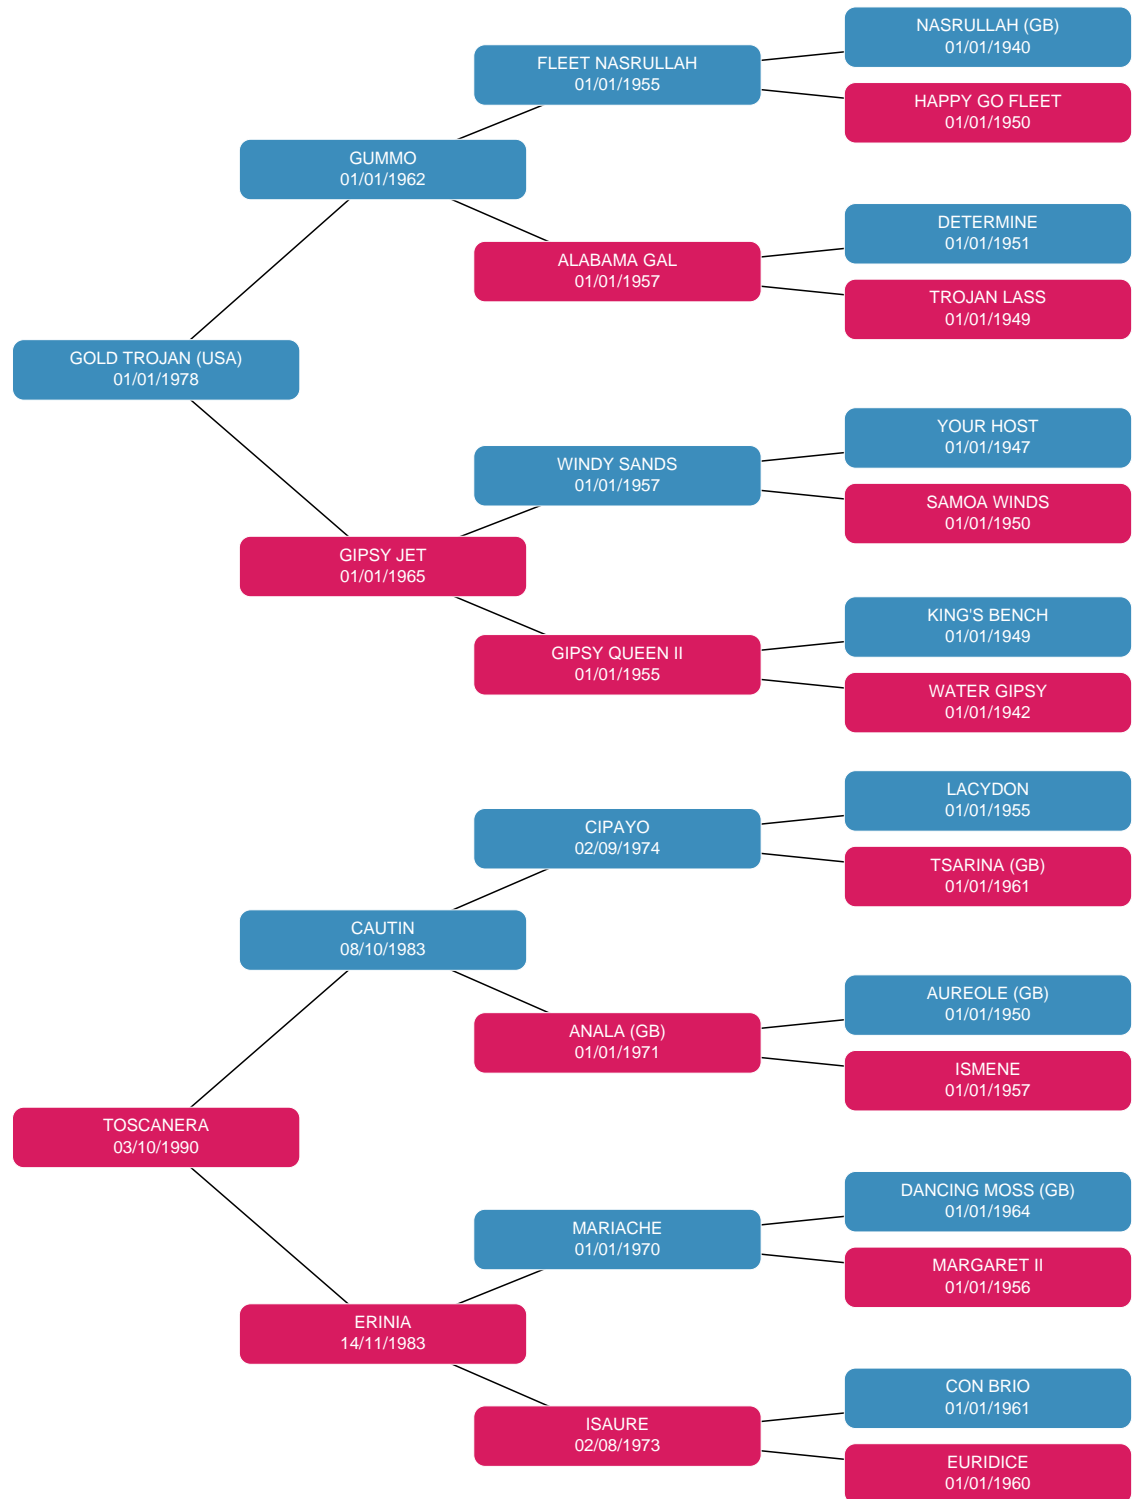 NASRULLAH (GB)
01/01/1940
FLEET NASRULLAH
01/01/1955
HAPPY GO FLEET
01/01/1950
GUMMO
01/01/1962
DETERMINE
01/01/1951
ALABAMA GAL
01/01/1957
TROJAN LASS
01/01/1949
GOLD TROJAN (USA)
01/01/1978
YOUR HOST
01/01/1947
WINDY SANDS
01/01/1957
SAMOA WINDS
01/01/1950
GIPSY JET
01/01/1965
KING'S BENCH
01/01/1949
GIPSY QUEEN II
01/01/1955
WATER GIPSY
01/01/1942
LACYDON
01/01/1955
CIPAYO
02/09/1974
TSARINA (GB)
01/01/1961
CAUTIN
08/10/1983
AUREOLE (GB)
01/01/1950
ANALA (GB)
01/01/1971
ISMENE
01/01/1957
TOSCANERA
03/10/1990
DANCING MOSS (GB)
01/01/1964
MARIACHE
01/01/1970
MARGARET II
01/01/1956
ERINIA
14/11/1983
CON BRIO
01/01/1961
ISAURE
02/08/1973
EURIDICE
01/01/1960